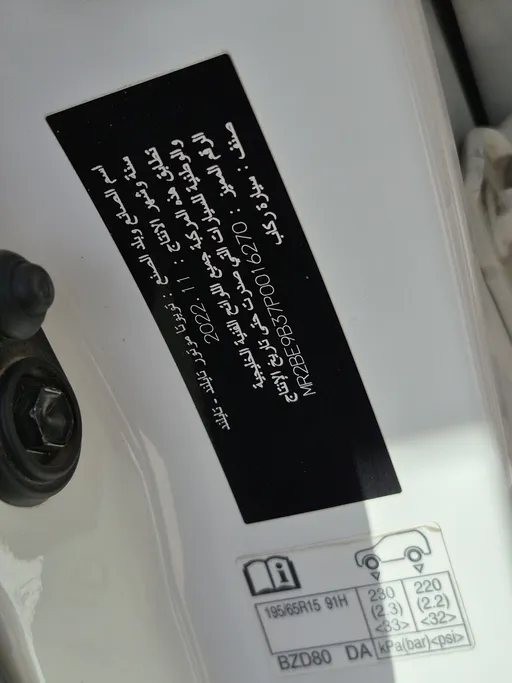 اسم الصانع وبلد الصنع : تويوتا موتور تايلند - تايلند
سنة وشهر الانتاج : 2022.11
تطابق هذه المركبة جميع اللوائح الفنية الخليجية
والوطنية للسيارات التي صدرت حتى تاريخ الإنتاج
الرقم المميز : MR2BE9B37P0016270
صنف : سيارة ركاب
195/65R15 91H
230 220
(2.3) (2.2)
<33> <32>
BZD80 DA kPa(bar)<psi>